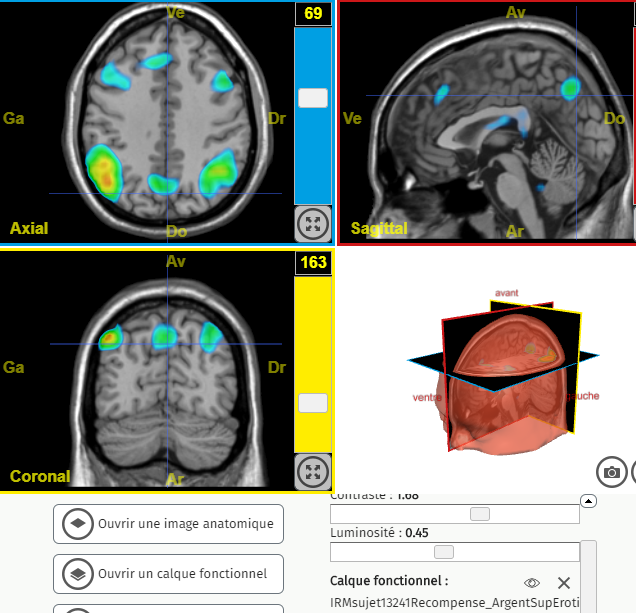 Ve
69
Av
Ga
Dr
Ve
Do
Axial
Do
Sagittal
Ar
Av
163
avant
Ga
Dr
ventre
gauche
Coronal
Ar
Contraste : 1.68
Ouvrir une image anatomique
Luminosité : 0.45
Ouvrir un calque fonctionnel
Calque fonctionnel :
IRMsujet13241Recompense_ArgentSupEroti